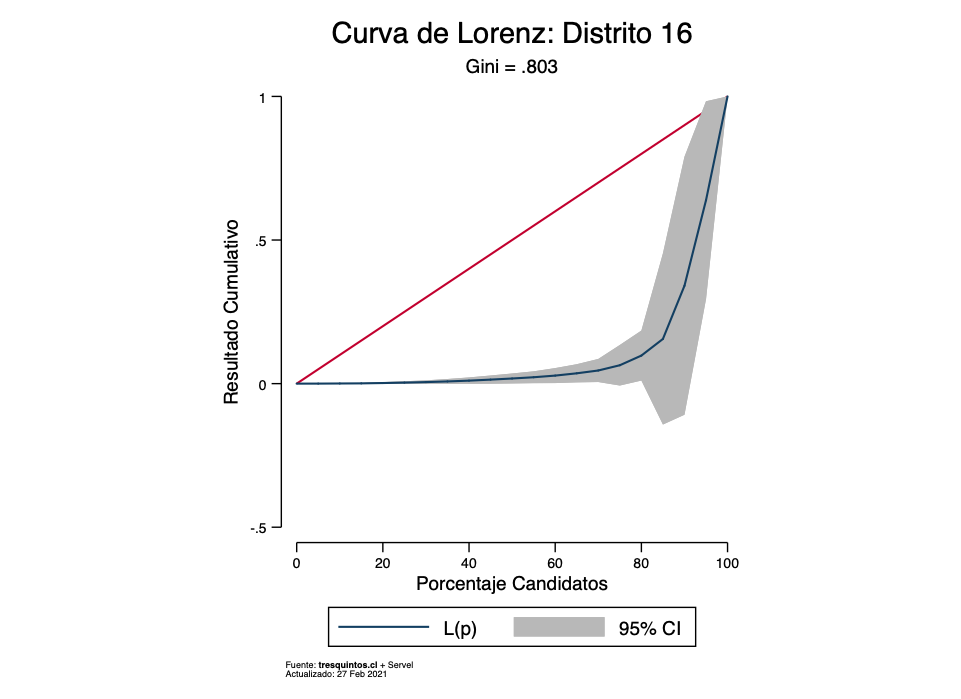 Curva de Lorenz: Distrito 16
Gini = .803
1
.5
0
-.5
Resultado Cumulativo
0 20 40 60 80 100
Porcentaje Candidatos
L(p) 95% CI
Fuente: tresquintos.cl + Servel
Actualizado: 27 Feb 2021